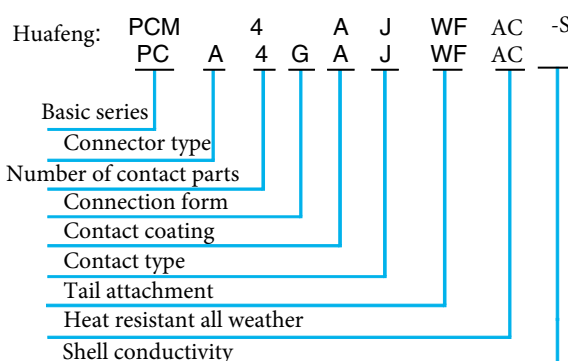 Huafeng: PCM 4 A J WF AC -S
PC A 4 G A J WF AC
Basic series
Connector type
Number of contact parts
Connection form
Contact coating
Contact type
Tail attachment
Heat resistant all weather
Shell conductivity